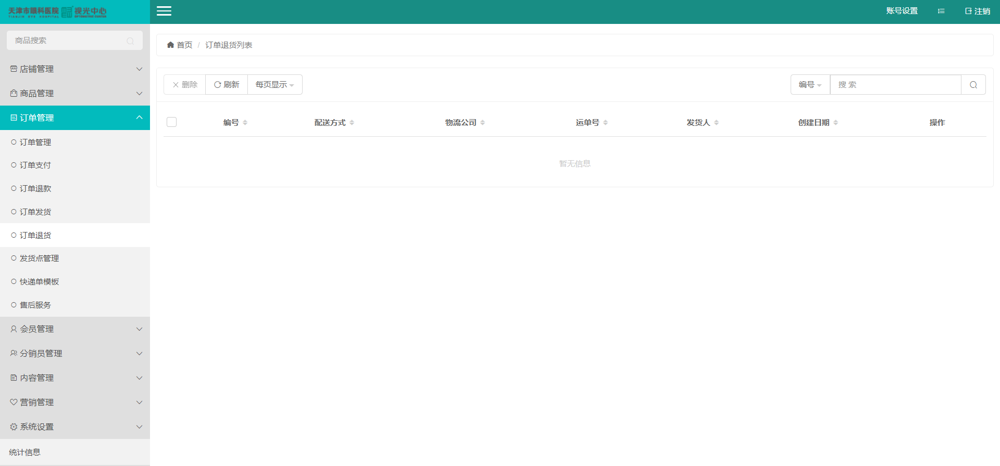 天津市眼科医院 视光中心
TIANJIN EYE HOSPITAL OPTOMETRIC CENTER
账号设置
注销
商品搜索
店铺管理
商品管理
订单管理
订单管理
订单支付
订单退款
订单发货
订单退货
发货点管理
快递单模板
售后服务
会员管理
分销员管理
内容管理
营销管理
系统设置
统计信息
首页 / 订单退货列表
删除 刷新 每页显示
编号 搜 索
编号 配送方式 物流公司 运单号 发货人 创建日期 操作
暂无信息